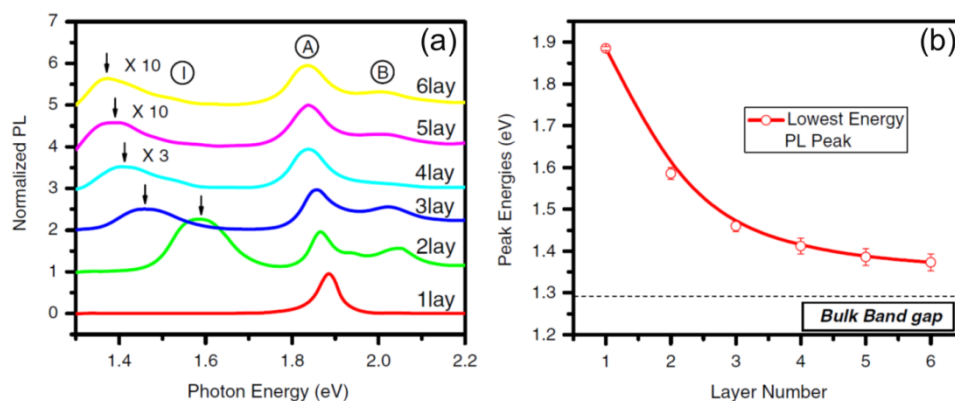 (a)
Normalized PL
7
6
5
4
3
2
1
0
X 10
I
A
B
6lay
X 10
5lay
X 3
4lay
3lay
2lay
1lay
1.4 1.6 1.8 2.0 2.2
Photon Energy (eV)
(b)
Peak Energies (eV)
1.9
1.8
1.7
1.6
1.5
1.4
1.3
1.2
Lowest Energy
PL Peak
Bulk Band gap
1 2 3 4 5 6
Layer Number